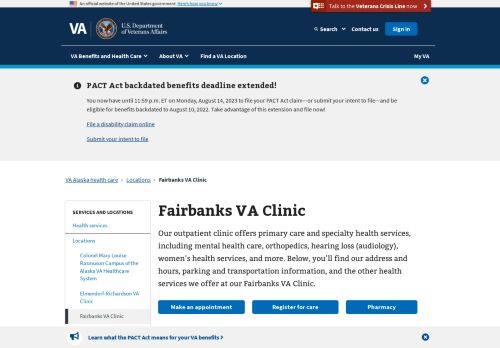 An official website of the United States government Here's how you know
Talk to the Veterans Crisis Line now
VA
U.S. Department
of Veterans Affairs
Search
Contact us
Sign in
VA Benefits and Health Care
About VA
Find a VA Location
My VA
PACT Act backdated benefits deadline extended!
You now have until 11:59 p.m. ET on Monday, August 14, 2023 to file your PACT Act claim—or submit your intent to file—and be
eligible for benefits backdated to August 10, 2022. Take advantage of this extension and file now!
File a disability claim online
Submit your intent to file
VA Alaska health care › Locations › Fairbanks VA Clinic
SERVICES AND LOCATIONS
Health services
Locations
Colonel Mary Louise
Rasmuson Campus of the
Alaska VA Healthcare
System
Elmendorf-Richardson VA
Clinic
Fairbanks VA Clinic
Fairbanks VA Clinic
Our outpatient clinic offers primary care and specialty health services,
including mental health care, orthopedics, hearing loss (audiology),
women's health services, and more. Below, you'll find our address and
hours, parking and transportation information, and the other health
services we offer at our Fairbanks VA Clinic.
Make an appointment
Register for care
Pharmacy
Learn what the PACT Act means for your VA benefits